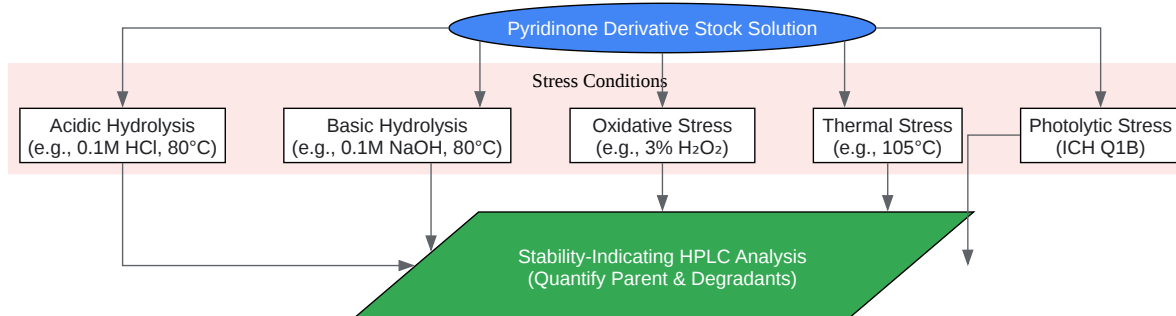 Pyridinone Derivative Stock Solution
Stress Conditions
Acidic Hydrolysis
(e.g., 0.1M HCl, 80°C)
Basic Hydrolysis
(e.g., 0.1M NaOH, 80°C)
Oxidative Stress
(e.g., 3% H₂O₂)
Thermal Stress
(e.g., 105°C)
Photolytic Stress
(ICH Q1B)
Stability-Indicating HPLC Analysis
(Quantify Parent & Degradants)